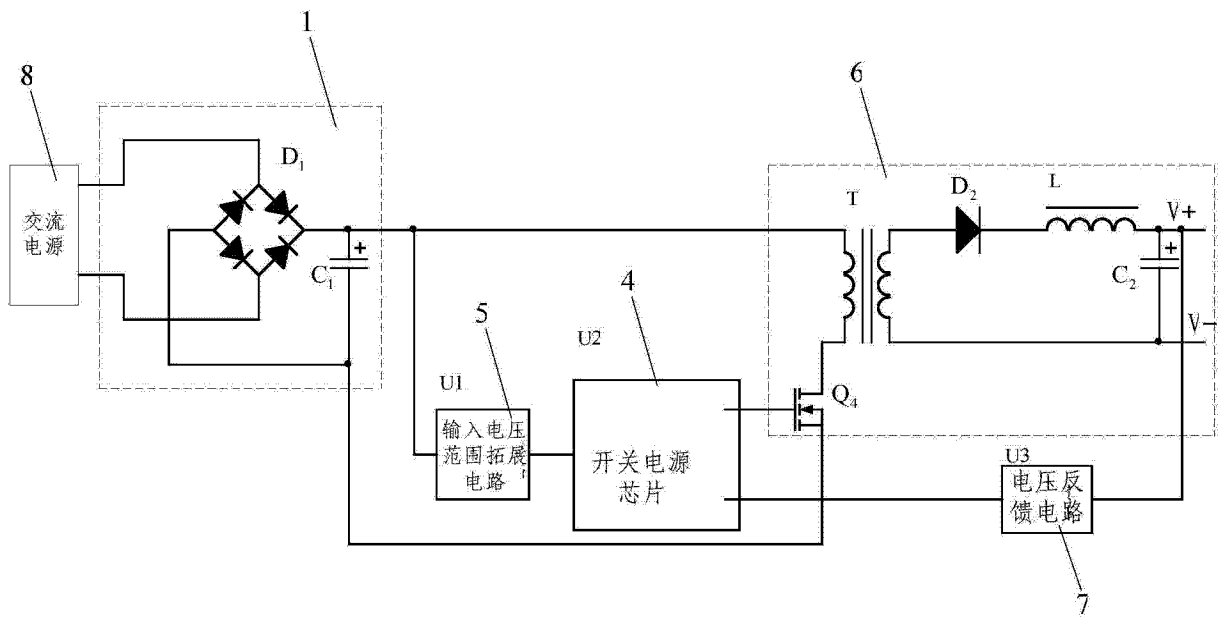 1
8
6
D₁
D₂
L
T
V+
交流
电源
+
C₁
+
C₂
4
5
U2
V-
U1
Q₄
输入电压
范围拓展
电路
开关电源
芯片
U3
电压反
馈电路
7